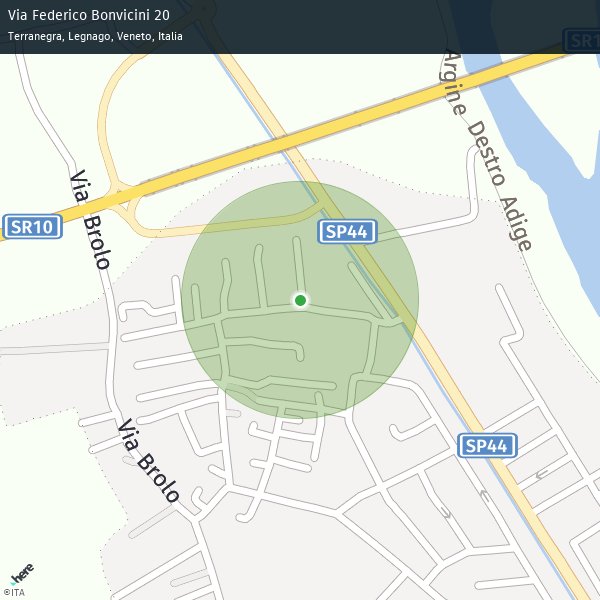 Via Federico Bonvicini 20
Terranegra, Legnago, Veneto, Italia
SR1
Argine Destro Adige
Via Brolo
SR10
SP44
Via Brolo
SP44
here
©ITA